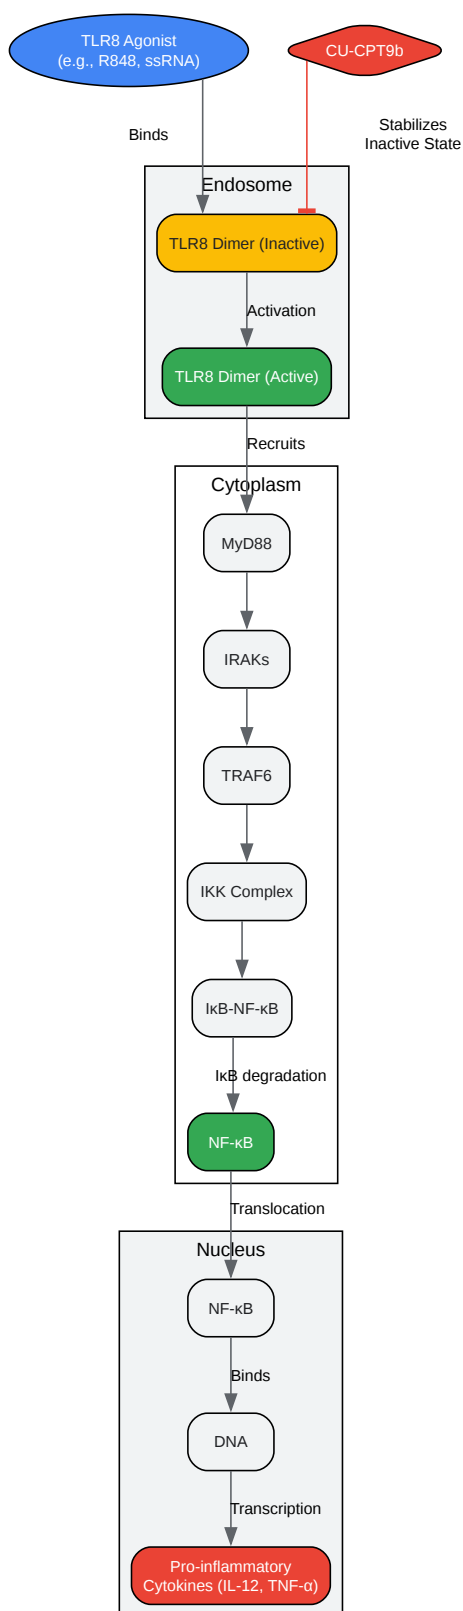 TLR8 Agonist
(e.g., R848, ssRNA)
CU-CPT9b
Binds
Stabilizes
Inactive State
Endosome
TLR8 Dimer (Inactive)
Activation
TLR8 Dimer (Active)
Recruits
Cytoplasm
MyD88
IRAKs
TRAF6
IKK Complex
IκB-NF-κB
IκB degradation
NF-κB
Translocation
Nucleus
NF-κB
Binds
DNA
Transcription
Pro-inflammatory
Cytokines (IL-12, TNF-α)